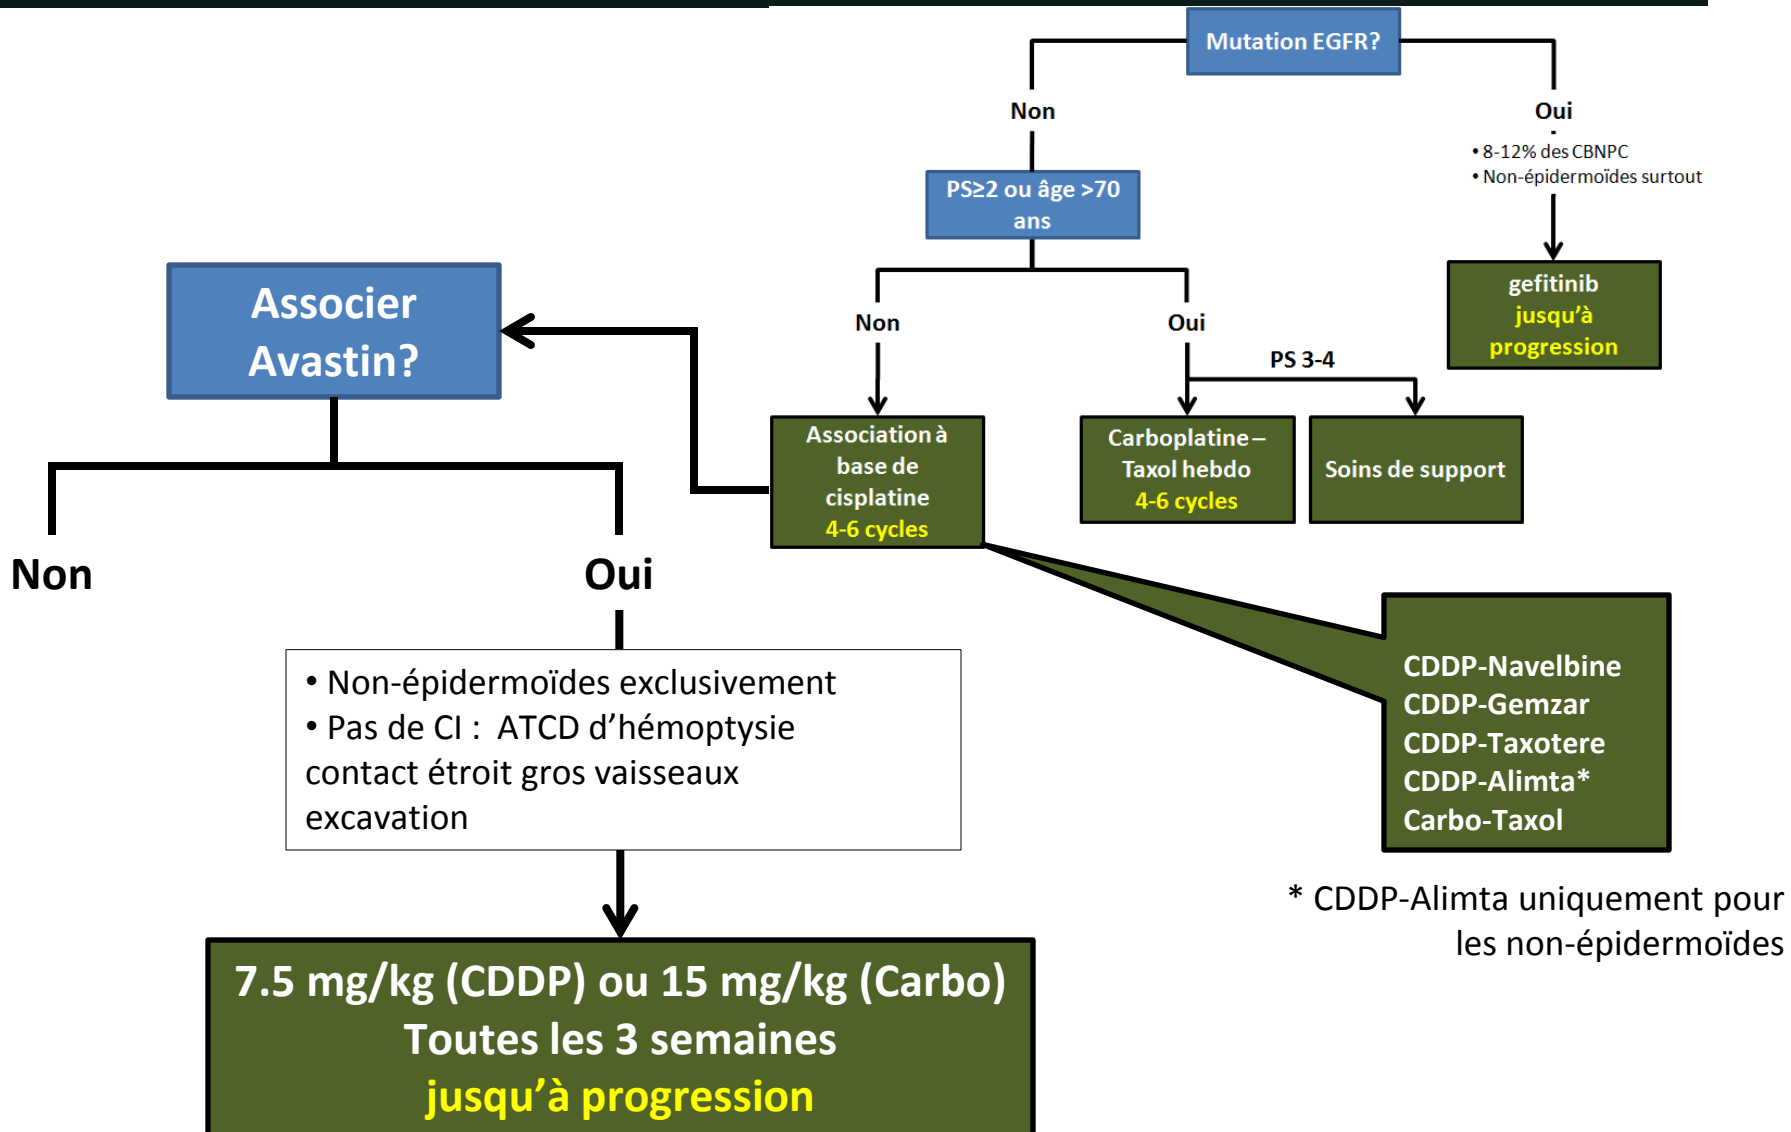 Mutation EGFR?
Non
Oui
• 8-12% des CBNPC
• Non-épidermoïdes surtout
PS≥2 ou âge >70
ans
gefitinib
jusqu'à
progression
Non
Oui
PS 3-4
Associer
Avastin?
Association à
base de
cisplatine
4-6 cycles
Carboplatine –
Taxol hebdo
4-6 cycles
Soins de support
Non
Oui
• Non-épidermoïdes exclusivement
• Pas de CI : ATCD d'hémoptysie
contact étroit gros vaisseaux
excavation
CDDP-Navelbine
CDDP-Gemzar
CDDP-Taxotere
CDDP-Alimta*
Carbo-Taxol
* CDDP-Alimta uniquement pour
les non-épidermoïdes
7.5 mg/kg (CDDP) ou 15 mg/kg (Carbo)
Toutes les 3 semaines
jusqu'à progression